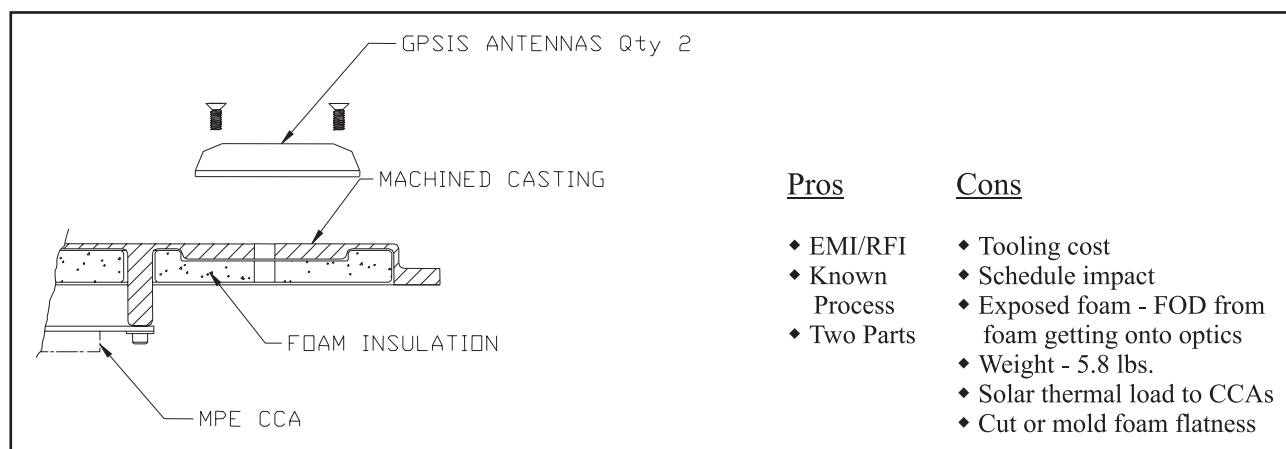 GPSIS ANTENNAS Qty 2
MACHINED CASTING
FOAM INSULATION
MPE CCA
Pros
♦ EMI/RFI
♦ Known
Process
♦ Two Parts
Cons
♦ Tooling cost
♦ Schedule impact
♦ Exposed foam - FOD from
foam getting onto optics
♦ Weight - 5.8 lbs.
♦ Solar thermal load to CCAs
♦ Cut or mold foam flatness